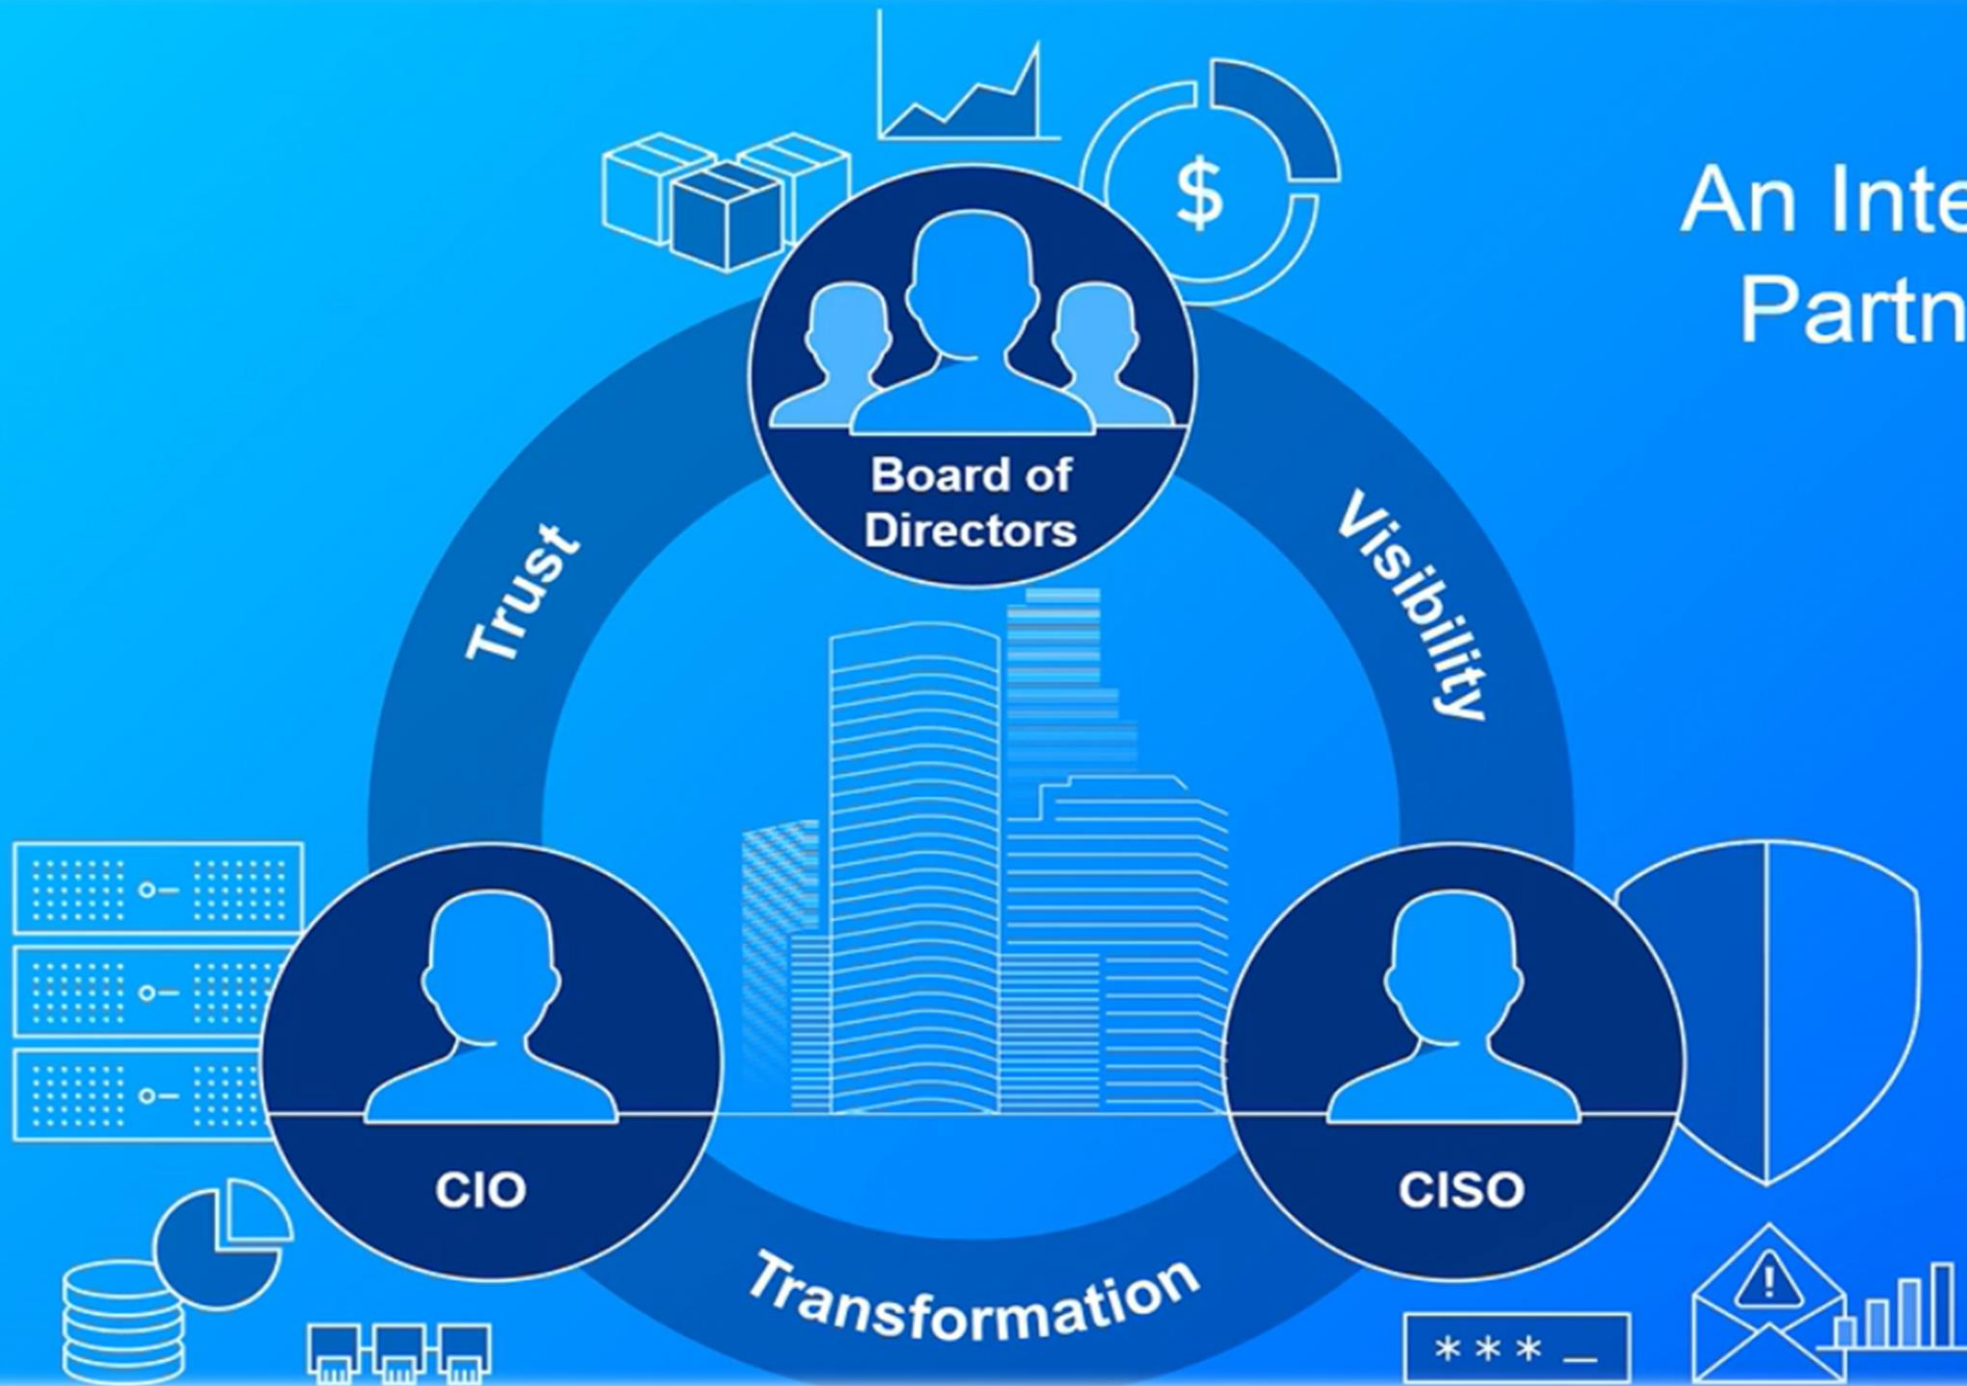 $
An Inte
Partn
Board of
Directors
Trust
Visibility
CIO
CISO
Transformation
!
***_